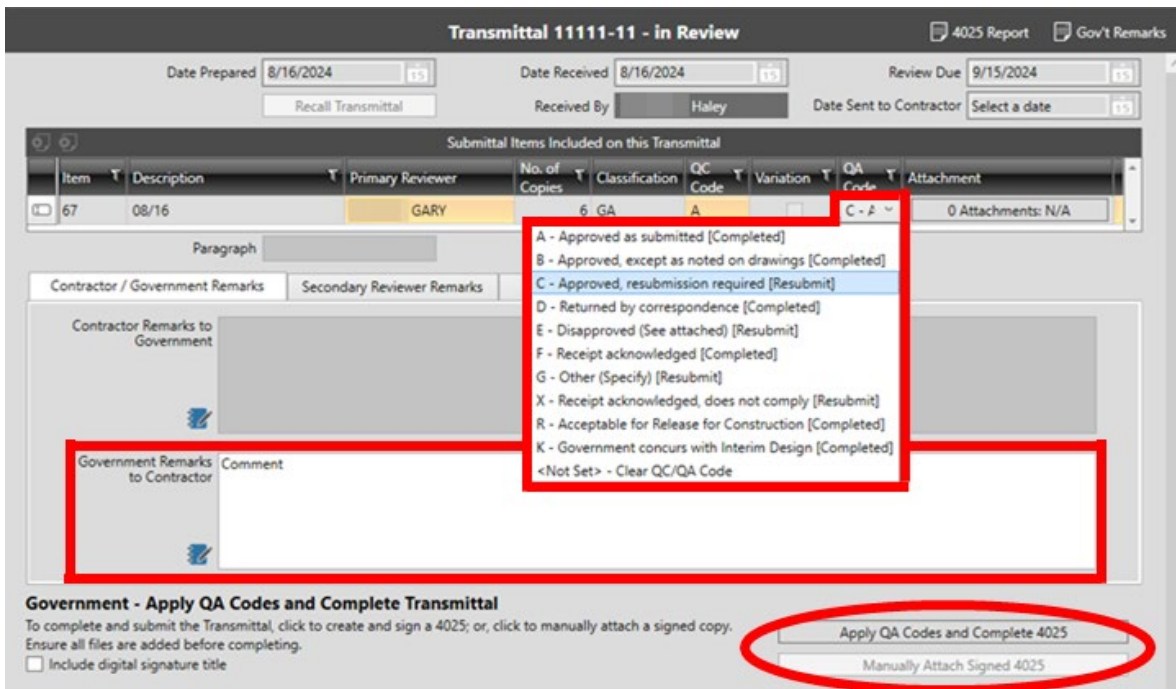 Transmittal 11111-11 - in Review
4025 Report
Gov't Remarks
Date Prepared 8/16/2024 15
Date Received 8/16/2024 15
Review Due 9/15/2024 15
Recall Transmittal
Received By Haley
Date Sent to Contractor Select a date 15
Submittal Items Included on this Transmittal
Item Description Primary Reviewer No. of Copies Classification QC Code Variation QA Code Attachment
67 08/16 GARY 6 GA A C - A 0 Attachments: N/A
Paragraph
A - Approved as submitted [Completed]
B - Approved, except as noted on drawings [Completed]
C - Approved, resubmission required [Resubmit]
D - Returned by correspondence [Completed]
E - Disapproved (See attached) [Resubmit]
F - Receipt acknowledged [Completed]
G - Other (Specify) [Resubmit]
X - Receipt acknowledged, does not comply [Resubmit]
R - Acceptable for Release for Construction [Completed]
K - Government concurs with Interim Design [Completed]
<Not Set> - Clear QC/QA Code
Contractor / Government Remarks
Secondary Reviewer Remarks
Contractor Remarks to
Government
Government Remarks
to Contractor
Comment
Government - Apply QA Codes and Complete Transmittal
To complete and submit the Transmittal, click to create and sign a 4025; or, click to manually attach a signed copy.
Ensure all files are added before completing.
Include digital signature title
Apply QA Codes and Complete 4025
Manually Attach Signed 4025